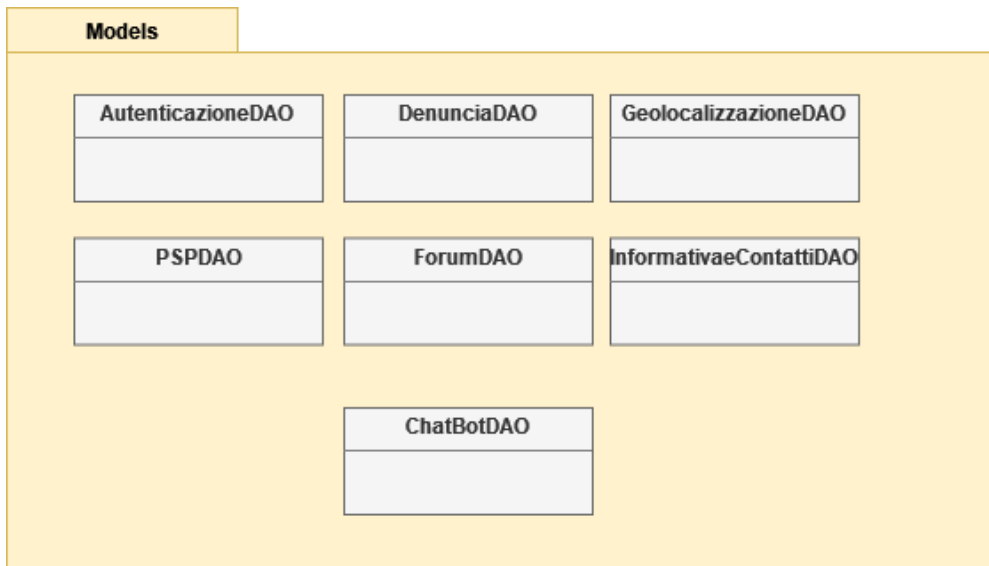 Models
AutenticazioneDAO
DenunciaDAO
GeolocalizzazioneDAO
PSPDAO
ForumDAO
InformativaeContattiDAO
ChatBotDAO